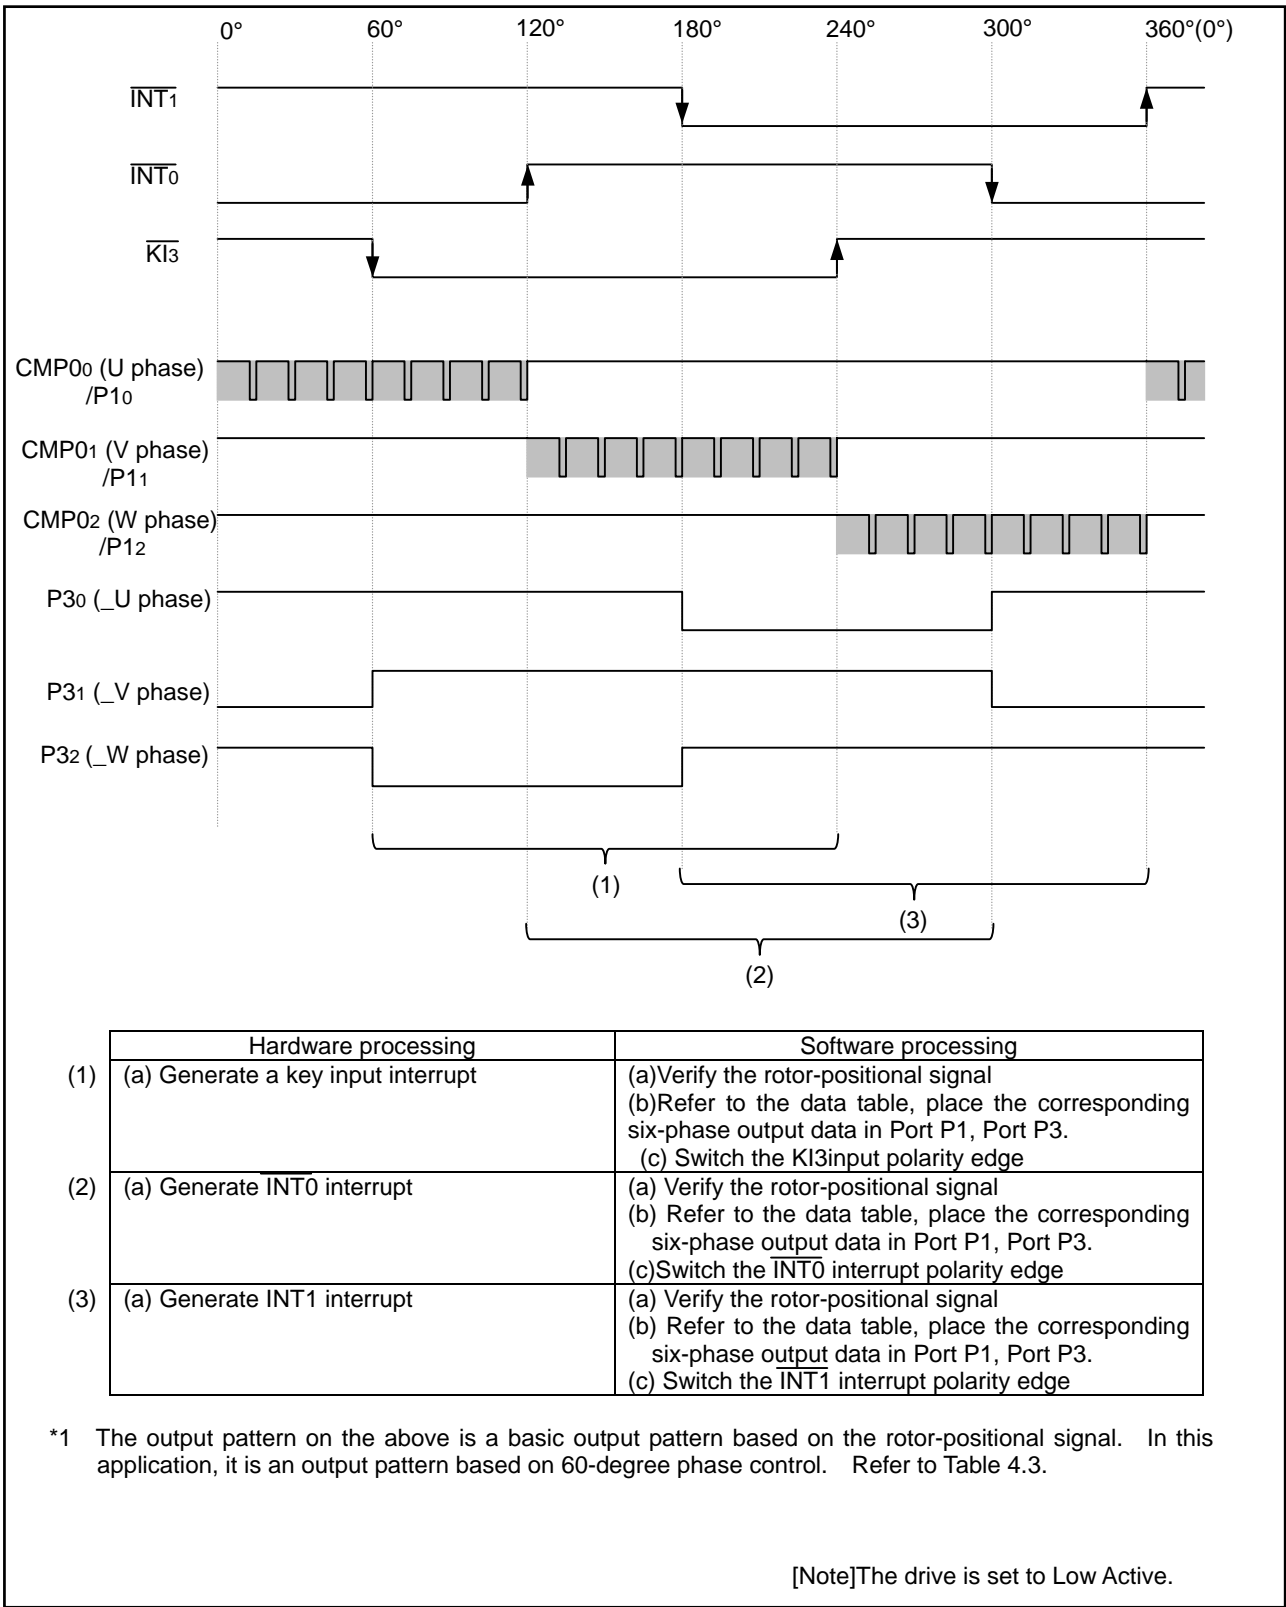 0° 60° 120° 180° 240° 300° 360°(0°)
INT1
INT0
KI3
CMP00 (U phase)
/P10
CMP01 (V phase)
/P11
CMP02 (W phase)
/P12
P30 (_U phase)
P31 (_V phase)
P32 (_W phase)
(1)
(3)
(2)
Hardware processing Software processing
(1) (a) Generate a key input interrupt (a)Verify the rotor-positional signal
(b)Refer to the data table, place the corresponding
six-phase output data in Port P1, Port P3.
(c) Switch the KI3input polarity edge
(2) (a) Generate INT0 interrupt (a) Verify the rotor-positional signal
(b) Refer to the data table, place the corresponding
six-phase output data in Port P1, Port P3.
(c)Switch the INT0 interrupt polarity edge
(3) (a) Generate INT1 interrupt (a) Verify the rotor-positional signal
(b) Refer to the data table, place the corresponding
six-phase output data in Port P1, Port P3.
(c) Switch the INT1 interrupt polarity edge
*1 The output pattern on the above is a basic output pattern based on the rotor-positional signal. In this
application, it is an output pattern based on 60-degree phase control. Refer to Table 4.3.
[Note]The drive is set to Low Active.